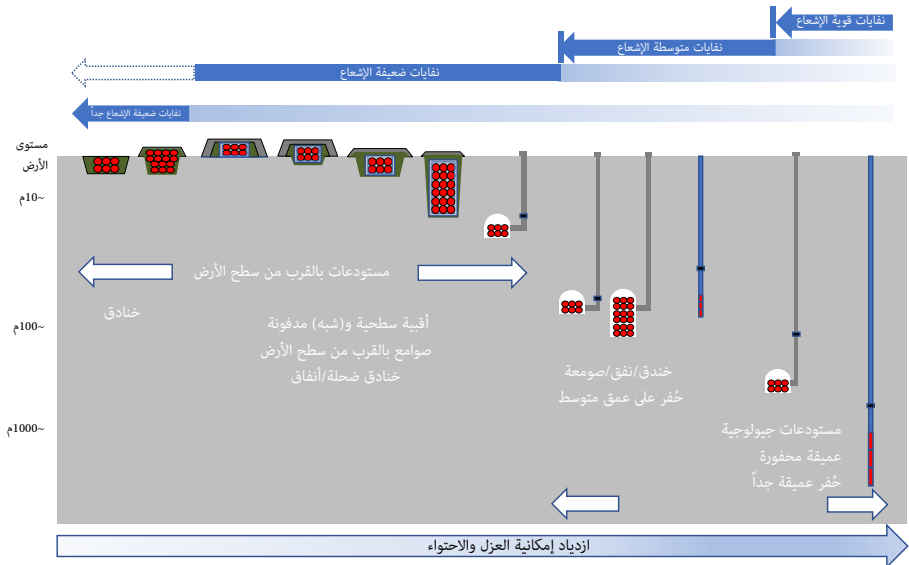 نفايات قوية الإشعاع
نفايات متوسطة الإشعاع
نفايات ضعيفة الإشعاع
نفايات ضعيفة الإشعاع جداً
مستوى
الأرض
~10م
~100م
~1000م
مستودعات بالقرب من سطح الأرض
خنادق
أقبية سطحية و(شبه) مدفونة
صوامع بالقرب من سطح الأرض
خنادق ضحلة/أنفاق
خندق/نفق/صومعة
حُفر على عمق متوسط
مستودعات جيولوجية
عميقة محفورة
حُفر عميقة جداً
ازدياد إمكانية العزل والاحتواء